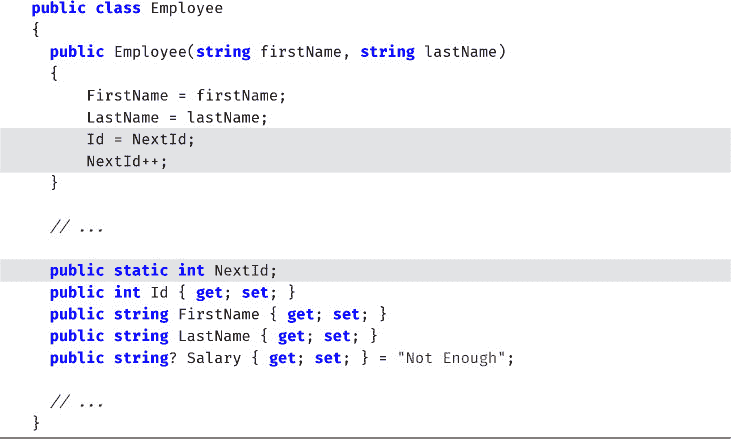 public class Employee
{
public Employee(string firstName, string lastName)
{
FirstName = firstName;
LastName = lastName;
Id = NextId;
NextId++;
}
// ...
public static int NextId;
public int Id { get; set; }
public string FirstName { get; set; }
public string LastName { get; set; }
public string? Salary { get; set; } = "Not Enough";
// ...
}